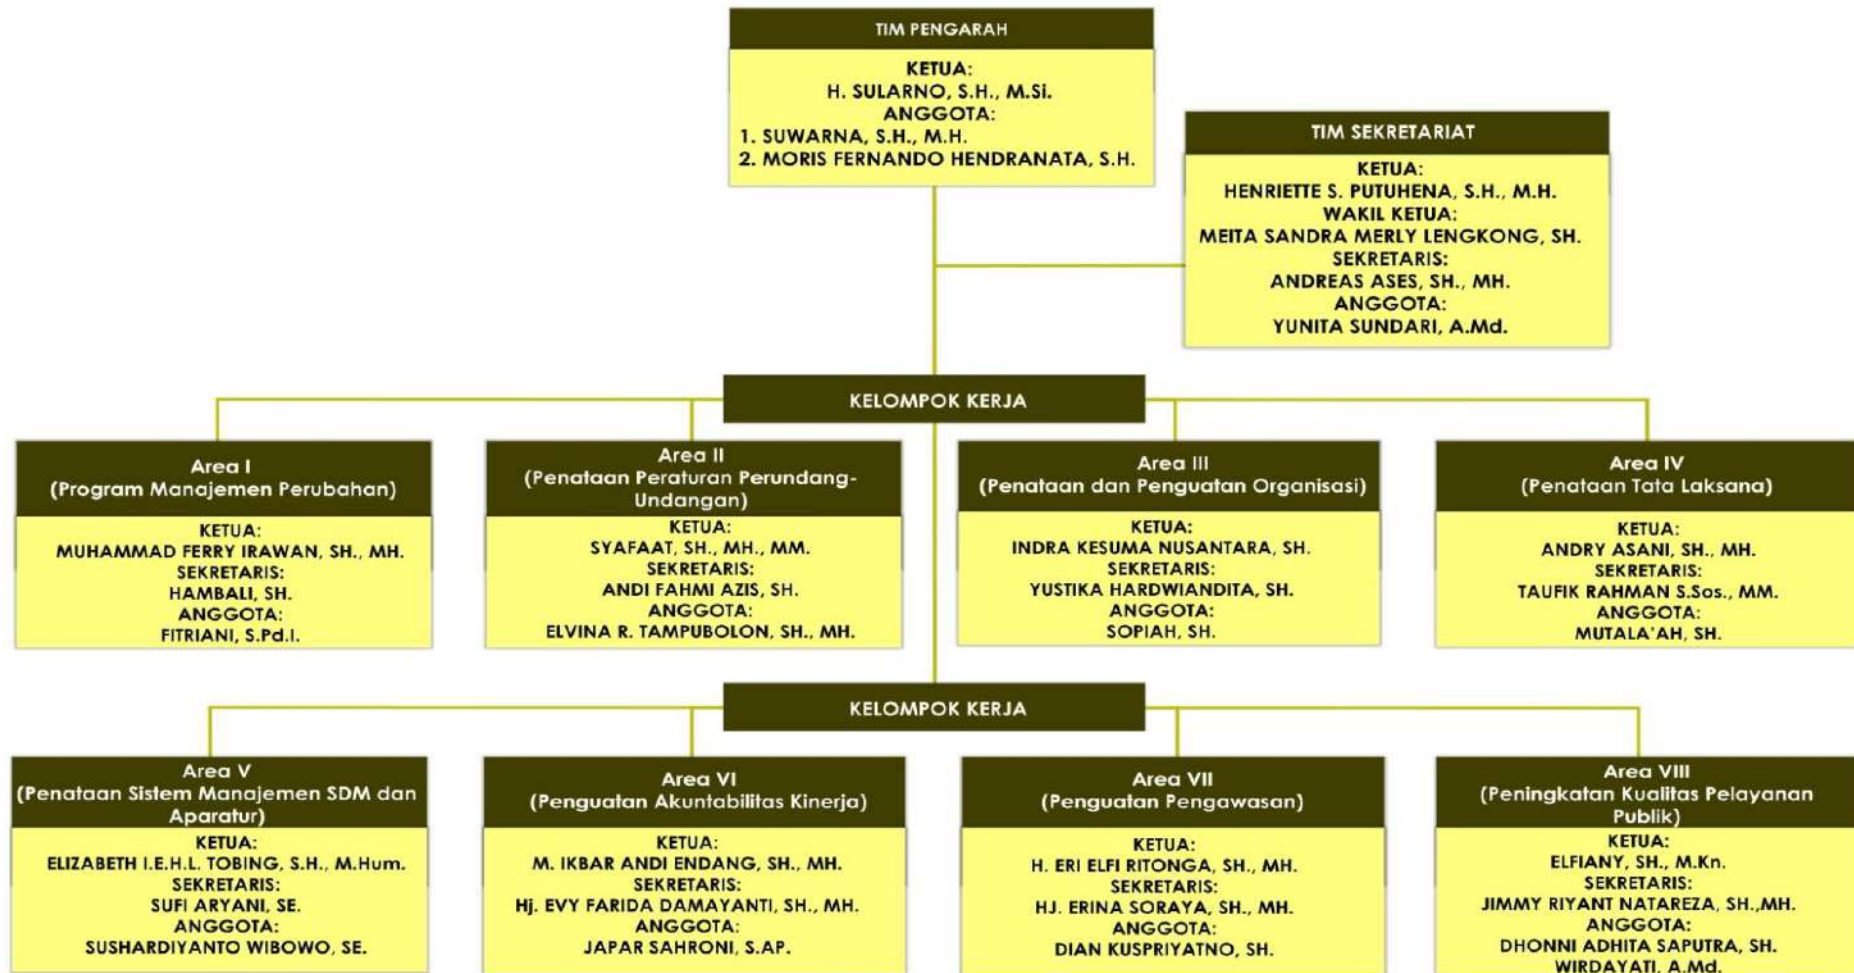 TIM PENGARAH
KETUA:
H. SULARNO, S.H., M.Si.
ANGGOTA:
1. SUWARNA, S.H., M.H.
2. MORIS FERNANDO HENDRANATA, S.H.
TIM SEKRETARIAT
KETUA:
HENRIETTE S. PUTUHENA, S.H., M.H.
WAKIL KETUA:
MEITA SANDRA MERLY LENGKONG, SH.
SEKRETARIS:
ANDREAS ASES, SH., MH.
ANGGOTA:
YUNITA SUNDARI, A.Md.
KELOMPOK KERJA
Area I
(Program Manajemen Perubahan)
KETUA:
MUHAMMAD FERRY IRAWAN, SH., MH.
SEKRETARIS:
HAMBALI, SH.
ANGGOTA:
FITRIANI, S.Pd.I.
Area II
(Penataan Peraturan Perundang-
Undangan)
KETUA:
SYAFAAT, SH., MH., MM.
SEKRETARIS:
ANDI FAHMI AZIS, SH.
ANGGOTA:
ELVINA R. TAMPUBOLON, SH., MH.
Area III
(Penataan dan Penguatan Organisasi)
KETUA:
INDRA KESUMA NUSANTARA, SH.
SEKRETARIS:
YUSTIKA HARDWIANDITA, SH.
ANGGOTA:
SOPIAH, SH.
Area IV
(Penataan Tata Laksana)
KETUA:
ANDRY ASANI, SH., MH.
SEKRETARIS:
TAUFIK RAHMAN S.Sos., MM.
ANGGOTA:
MUTALA'AH, SH.
KELOMPOK KERJA
Area V
(Penataan Sistem Manajemen SDM dan
Aparatur)
KETUA:
ELIZABETH I.E.H.L. TOBING, S.H., M.Hum.
SEKRETARIS:
SUFI ARYANI, SE.
ANGGOTA:
SUSHARDIYANTO WIBOWO, SE.
Area VI
(Penguatan Akuntabilitas Kinerja)
KETUA:
M. IKBAR ANDI ENDANG, SH., MH.
SEKRETARIS:
Hj. EVY FARIDA DAMAYANTI, SH., MH.
ANGGOTA:
JAPAR SAHRONI, S.AP.
Area VII
(Penguatan Pengawasan)
KETUA:
H. ERI ELFI RITONGA, SH., MH.
SEKRETARIS:
HJ. ERINA SORAYA, SH., MH.
ANGGOTA:
DIAN KUSPRIYATNO, SH.
Area VIII
(Peningkatan Kualitas Pelayanan
Publik)
KETUA:
ELFIANY, SH., M.Kn.
SEKRETARIS:
JIMMY RIYANT NATAREZA, SH.,MH.
ANGGOTA:
DHONNI ADHITA SAPUTRA, SH.
WIRDAYATI, A.Md.